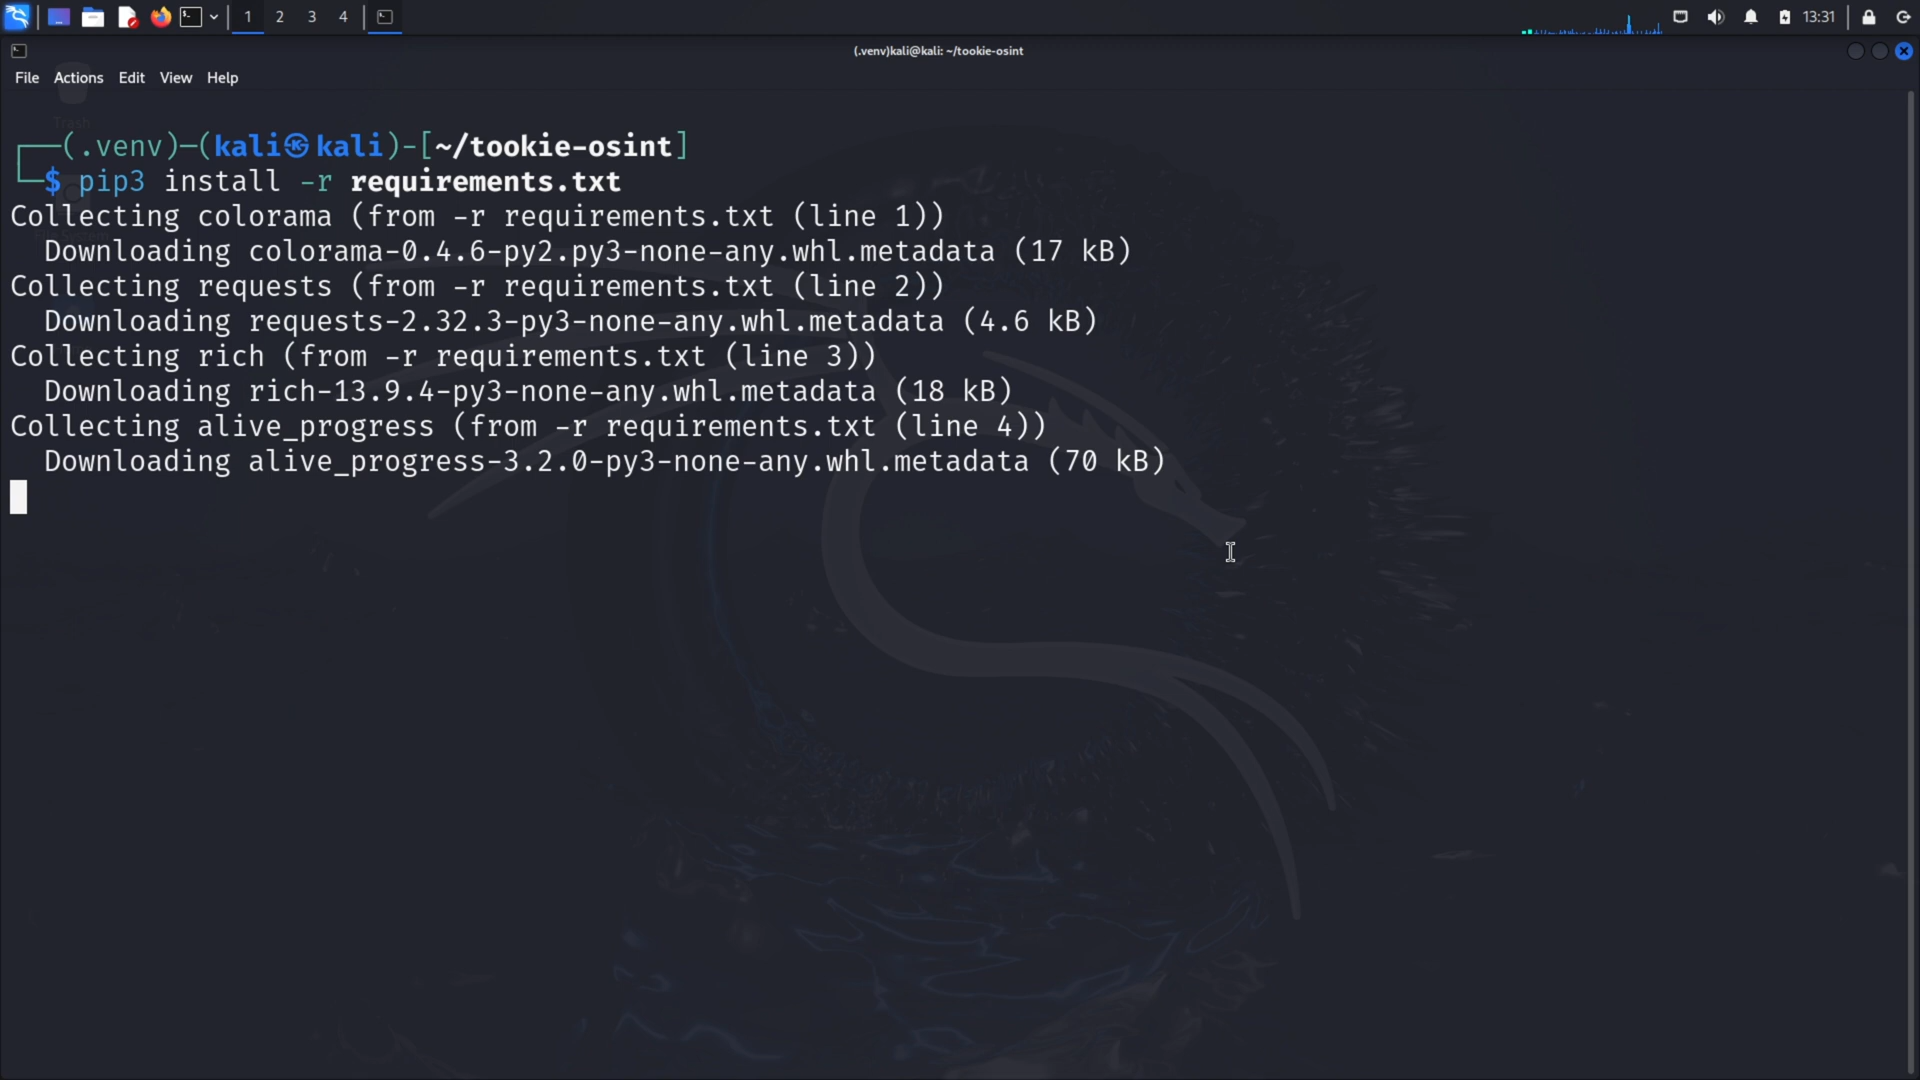 1 2 3 4
13:31
(.venv)kali@kali: ~/tookie-osint
File Actions Edit View Help
Trash
(.venv)-(kali㉿kali)-[~/tookie-osint]
$ pip3 install -r requirements.txt
Collecting colorama (from -r requirements.txt (line 1))
Downloading colorama-0.4.6-py2.py3-none-any.whl.metadata (17 kB)
Collecting requests (from -r requirements.txt (line 2))
Downloading requests-2.32.3-py3-none-any.whl.metadata (4.6 kB)
Collecting rich (from -r requirements.txt (line 3))
Downloading rich-13.9.4-py3-none-any.whl.metadata (18 kB)
Collecting alive_progress (from -r requirements.txt (line 4))
Downloading alive_progress-3.2.0-py3-none-any.whl.metadata (70 kB)